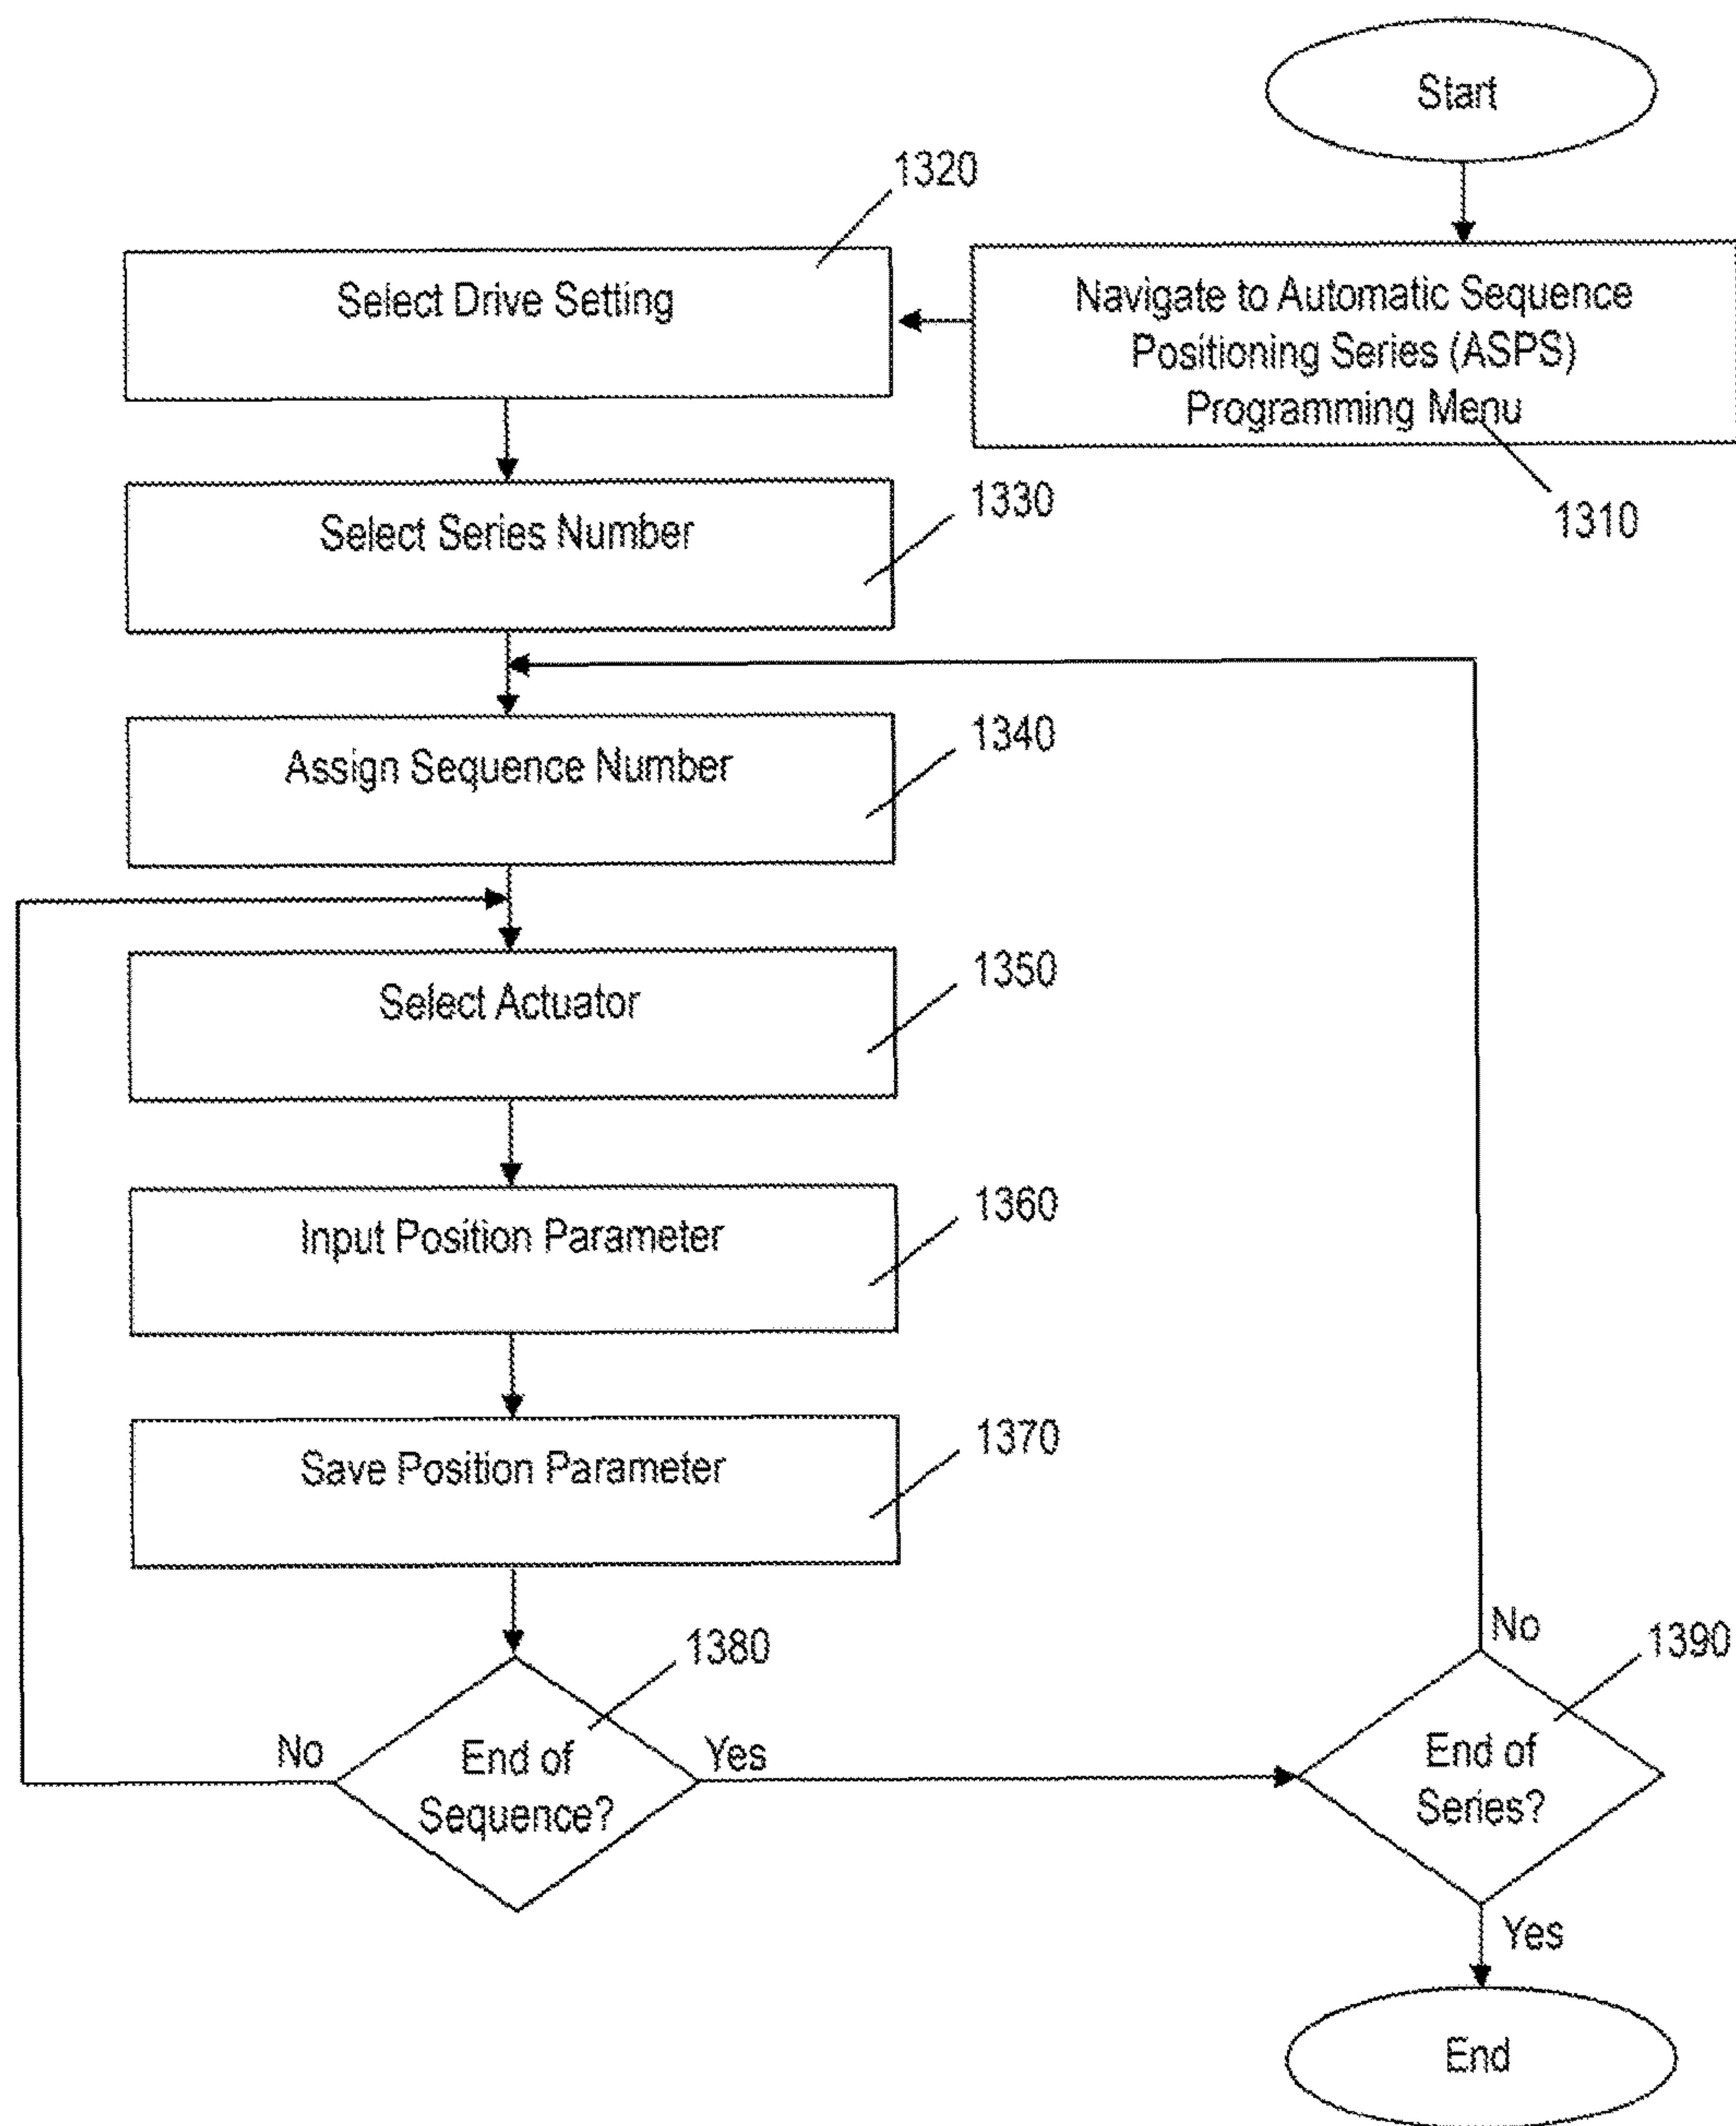 Start
Navigate to Automatic Sequence
Positioning Series (ASPS)
Programming Menu
1310
1320
Select Drive Setting
1330
Select Series Number
1340
Assign Sequence Number
1350
Select Actuator
1360
Input Position Parameter
1370
Save Position Parameter
1380
End of
Sequence?
No
Yes
1390
End of
Series?
No
Yes
End